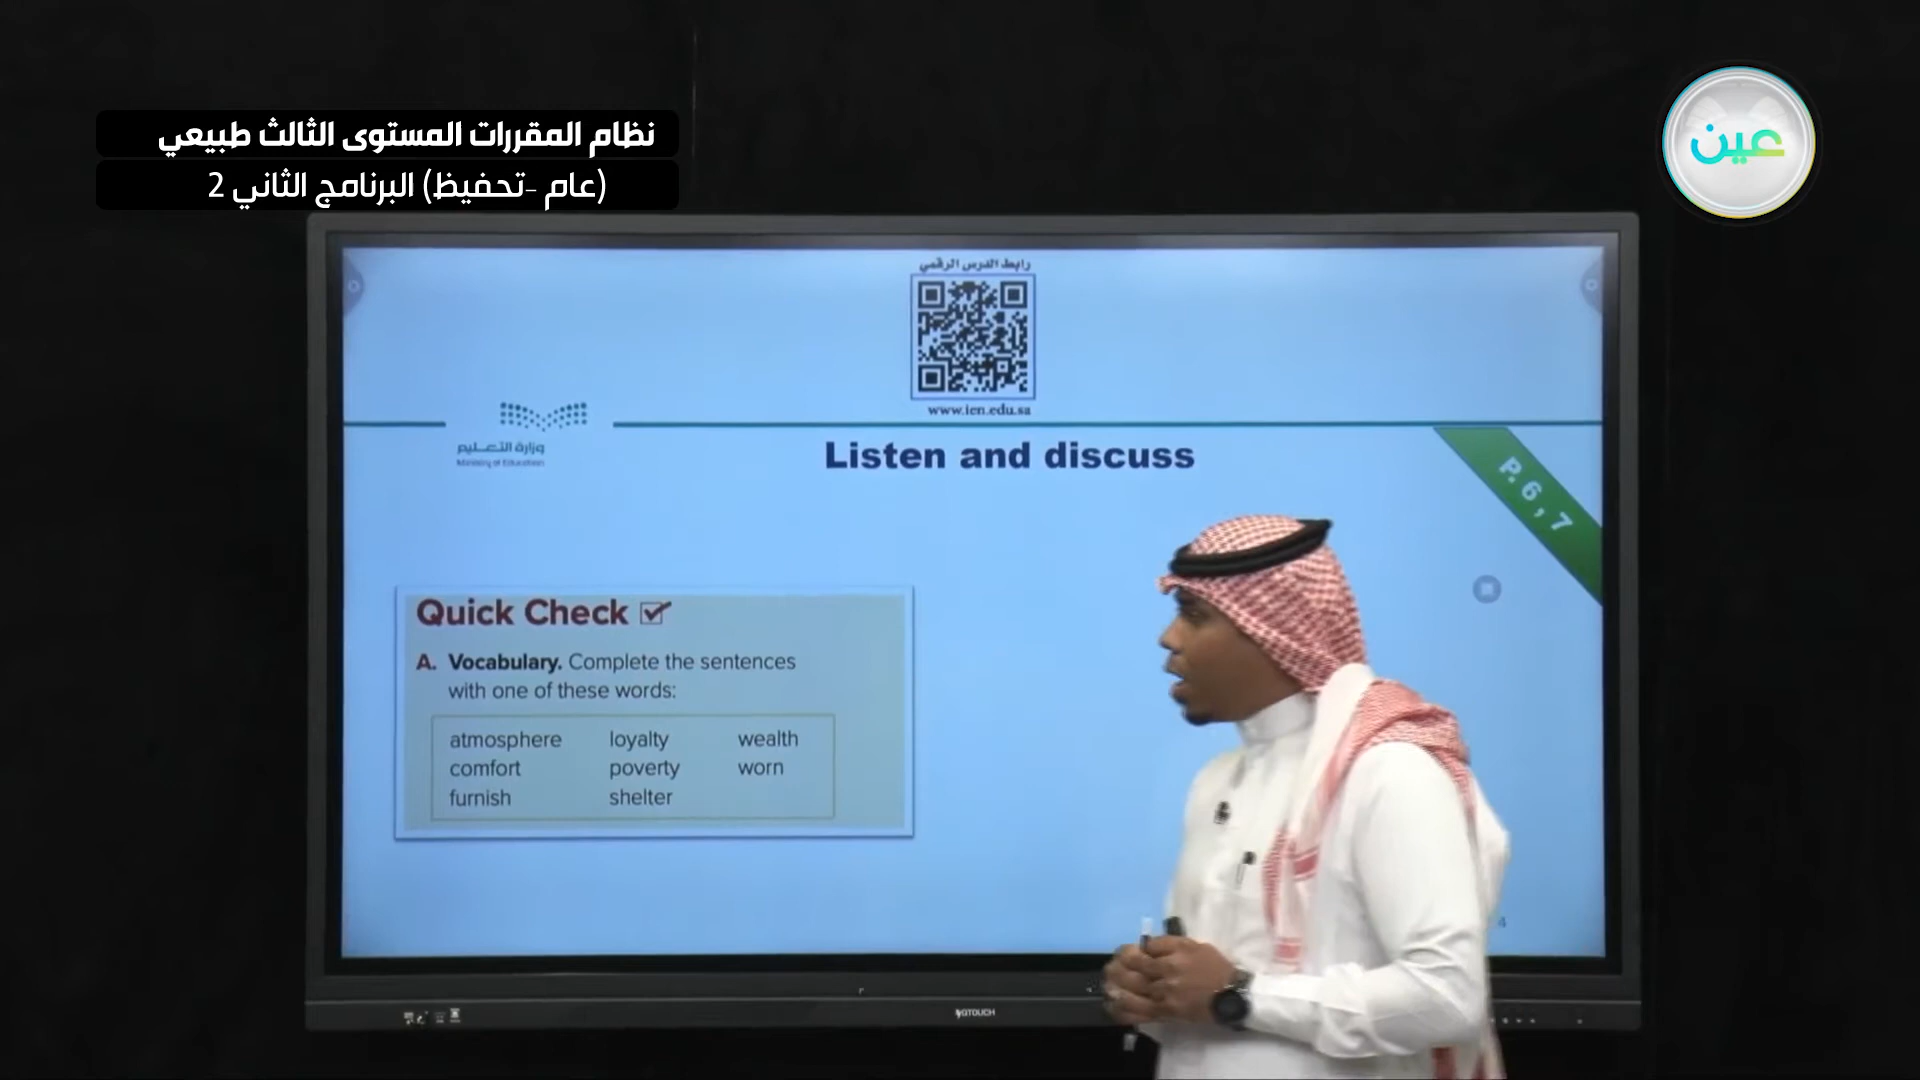 نظام المقررات المستوى الثالث طبيعي
(عام -تحفيظ) البرنامج الثاني 2
عين
رابط الدرس الرقمي
www.ien.edu.sa
وزارة التعليم
Ministry of Education
Listen and discuss
P. 6 , 7
Quick Check
A. Vocabulary. Complete the sentences
with one of these words:
atmosphere loyalty wealth
comfort poverty worn
furnish shelter
4